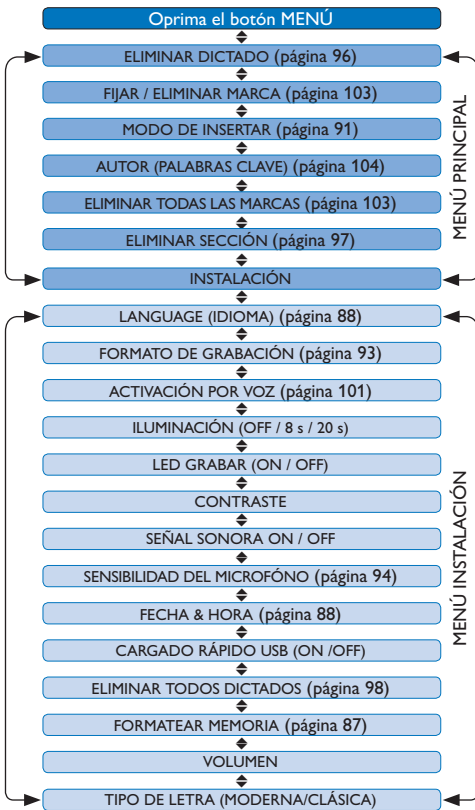 Oprima el botón MENÚ
ELIMINAR DICTADO (página 96)
FIJAR / ELIMINAR MARCA (página 103)
MODO DE INSERTAR (página 91)
AUTOR (PALABRAS CLAVE) (página 104)
ELIMINAR TODAS LAS MARCAS (página 103)
ELIMINAR SECCIÓN (página 97)
INSTALACIÓN
MENÚ PRINCIPAL
LANGUAGE (IDIOMA) (página 88)
FORMATO DE GRABACIÓN (página 93)
ACTIVACIÓN POR VOZ (página 101)
ILUMINACIÓN (OFF / 8 s / 20 s)
LED GRABAR (ON / OFF)
CONTRASTE
SEÑAL SONORA ON / OFF
SENSIBILIDAD DEL MICROFÓNO (página 94)
FECHA & HORA (página 88)
CARGADO RÁPIDO USB (ON /OFF)
ELIMINAR TODOS DICTADOS (página 98)
FORMATEAR MEMORIA (página 87)
VOLUMEN
TIPO DE LETRA (MODERNA/CLÁSICA)
MENÚ INSTALACIÓN